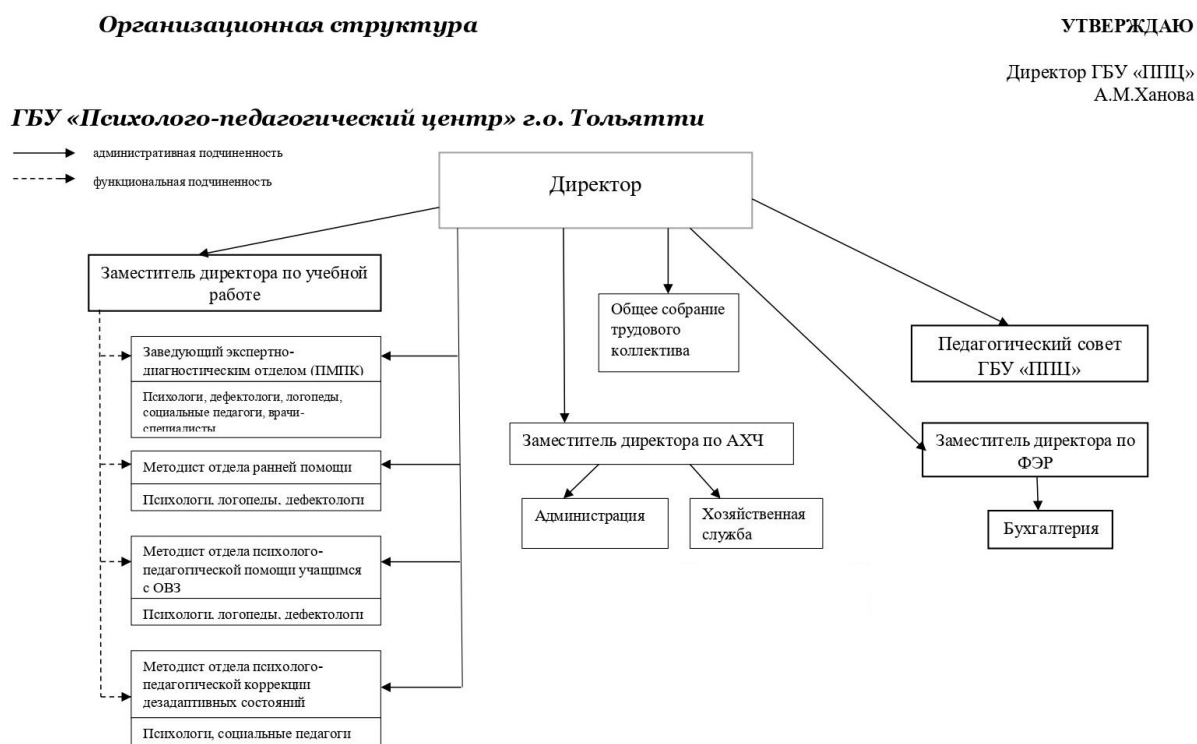 Организационная структура
УТВЕРЖДАЮ
Директор ГБУ «ППЦ»
А.М.Ханова
ГБУ «Психолого-педагогический центр» г.о. Тольятти
административная подчиненность
функциональная подчиненность
Директор
Заместитель директора по учебной
работе
Заведующий экспертно-
диагностическим отделом (ПМПК)
Психологи, дефектологи, логопеды,
социальные педагоги, врачи-
специалисты
Методист отдела ранней помощи
Психологи, логопеды, дефектологи
Методист отдела психолого-
педагогической помощи учащимся
с ОВЗ
Психологи, логопеды, дефектологи
Методист отдела психолого-
педагогической коррекции
дезадаптивных состояний
Психологи, социальные педагоги
Общее собрание
трудового
коллектива
Заместитель директора по АХЧ
Администрация
Хозяйственная
служба
Педагогический совет
ГБУ «ППЦ»
Заместитель директора по
ФЭР
Бухгалтерия